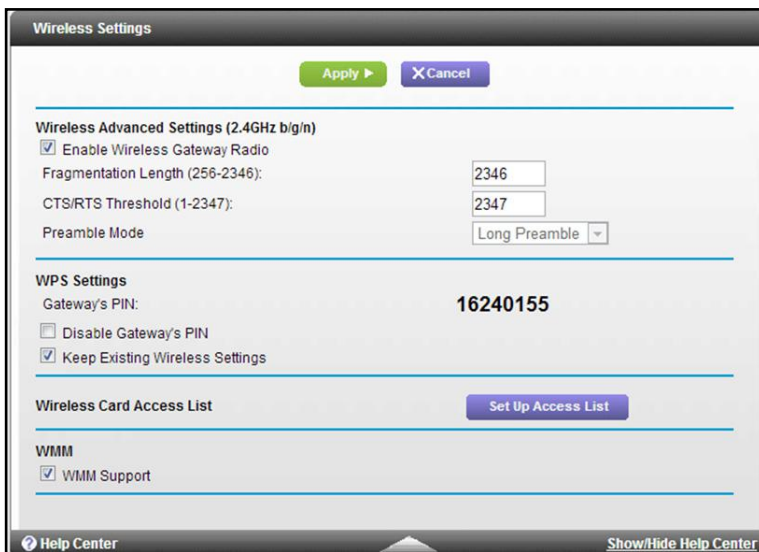 Wireless Settings
Apply
Cancel
Wireless Advanced Settings (2.4GHz b/g/n)
Enable Wireless Gateway Radio
Fragmentation Length (256-2346): 2346
CTS/RTS Threshold (1-2347): 2347
Preamble Mode Long Preamble
WPS Settings
Gateway's PIN: 16240155
Disable Gateway's PIN
Keep Existing Wireless Settings
Wireless Card Access List Set Up Access List
WMM
WMM Support
Help Center Show/Hide Help Center